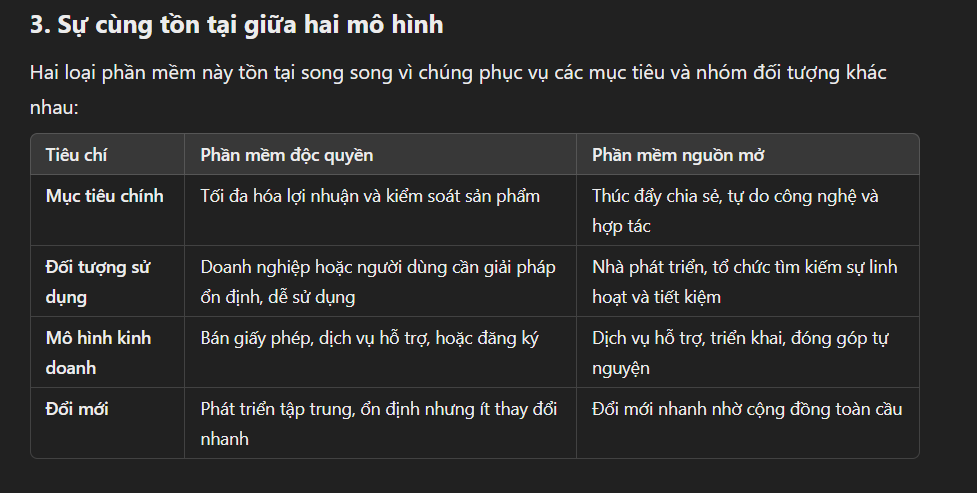 3. Sự cùng tồn tại giữa hai mô hình
Hai loại phần mềm này tồn tại song song vì chúng phục vụ các mục tiêu và nhóm đối tượng khác
nhau:
Tiêu chí Phần mềm độc quyền Phần mềm nguồn mở
Mục tiêu chính Tối đa hóa lợi nhuận và kiểm soát sản phẩm Thúc đẩy chia sẻ, tự do công nghệ và
hợp tác
Đối tượng sử Doanh nghiệp hoặc người dùng cần giải pháp Nhà phát triển, tổ chức tìm kiếm sự linh
dụng ổn định, dễ sử dụng hoạt và tiết kiệm
Mô hình kinh Bán giấy phép, dịch vụ hỗ trợ, hoặc đăng ký Dịch vụ hỗ trợ, triển khai, đóng góp tự
doanh nguyện
Đổi mới Phát triển tập trung, ổn định nhưng ít thay đổi Đổi mới nhanh nhờ cộng đồng toàn cầu
nhanh